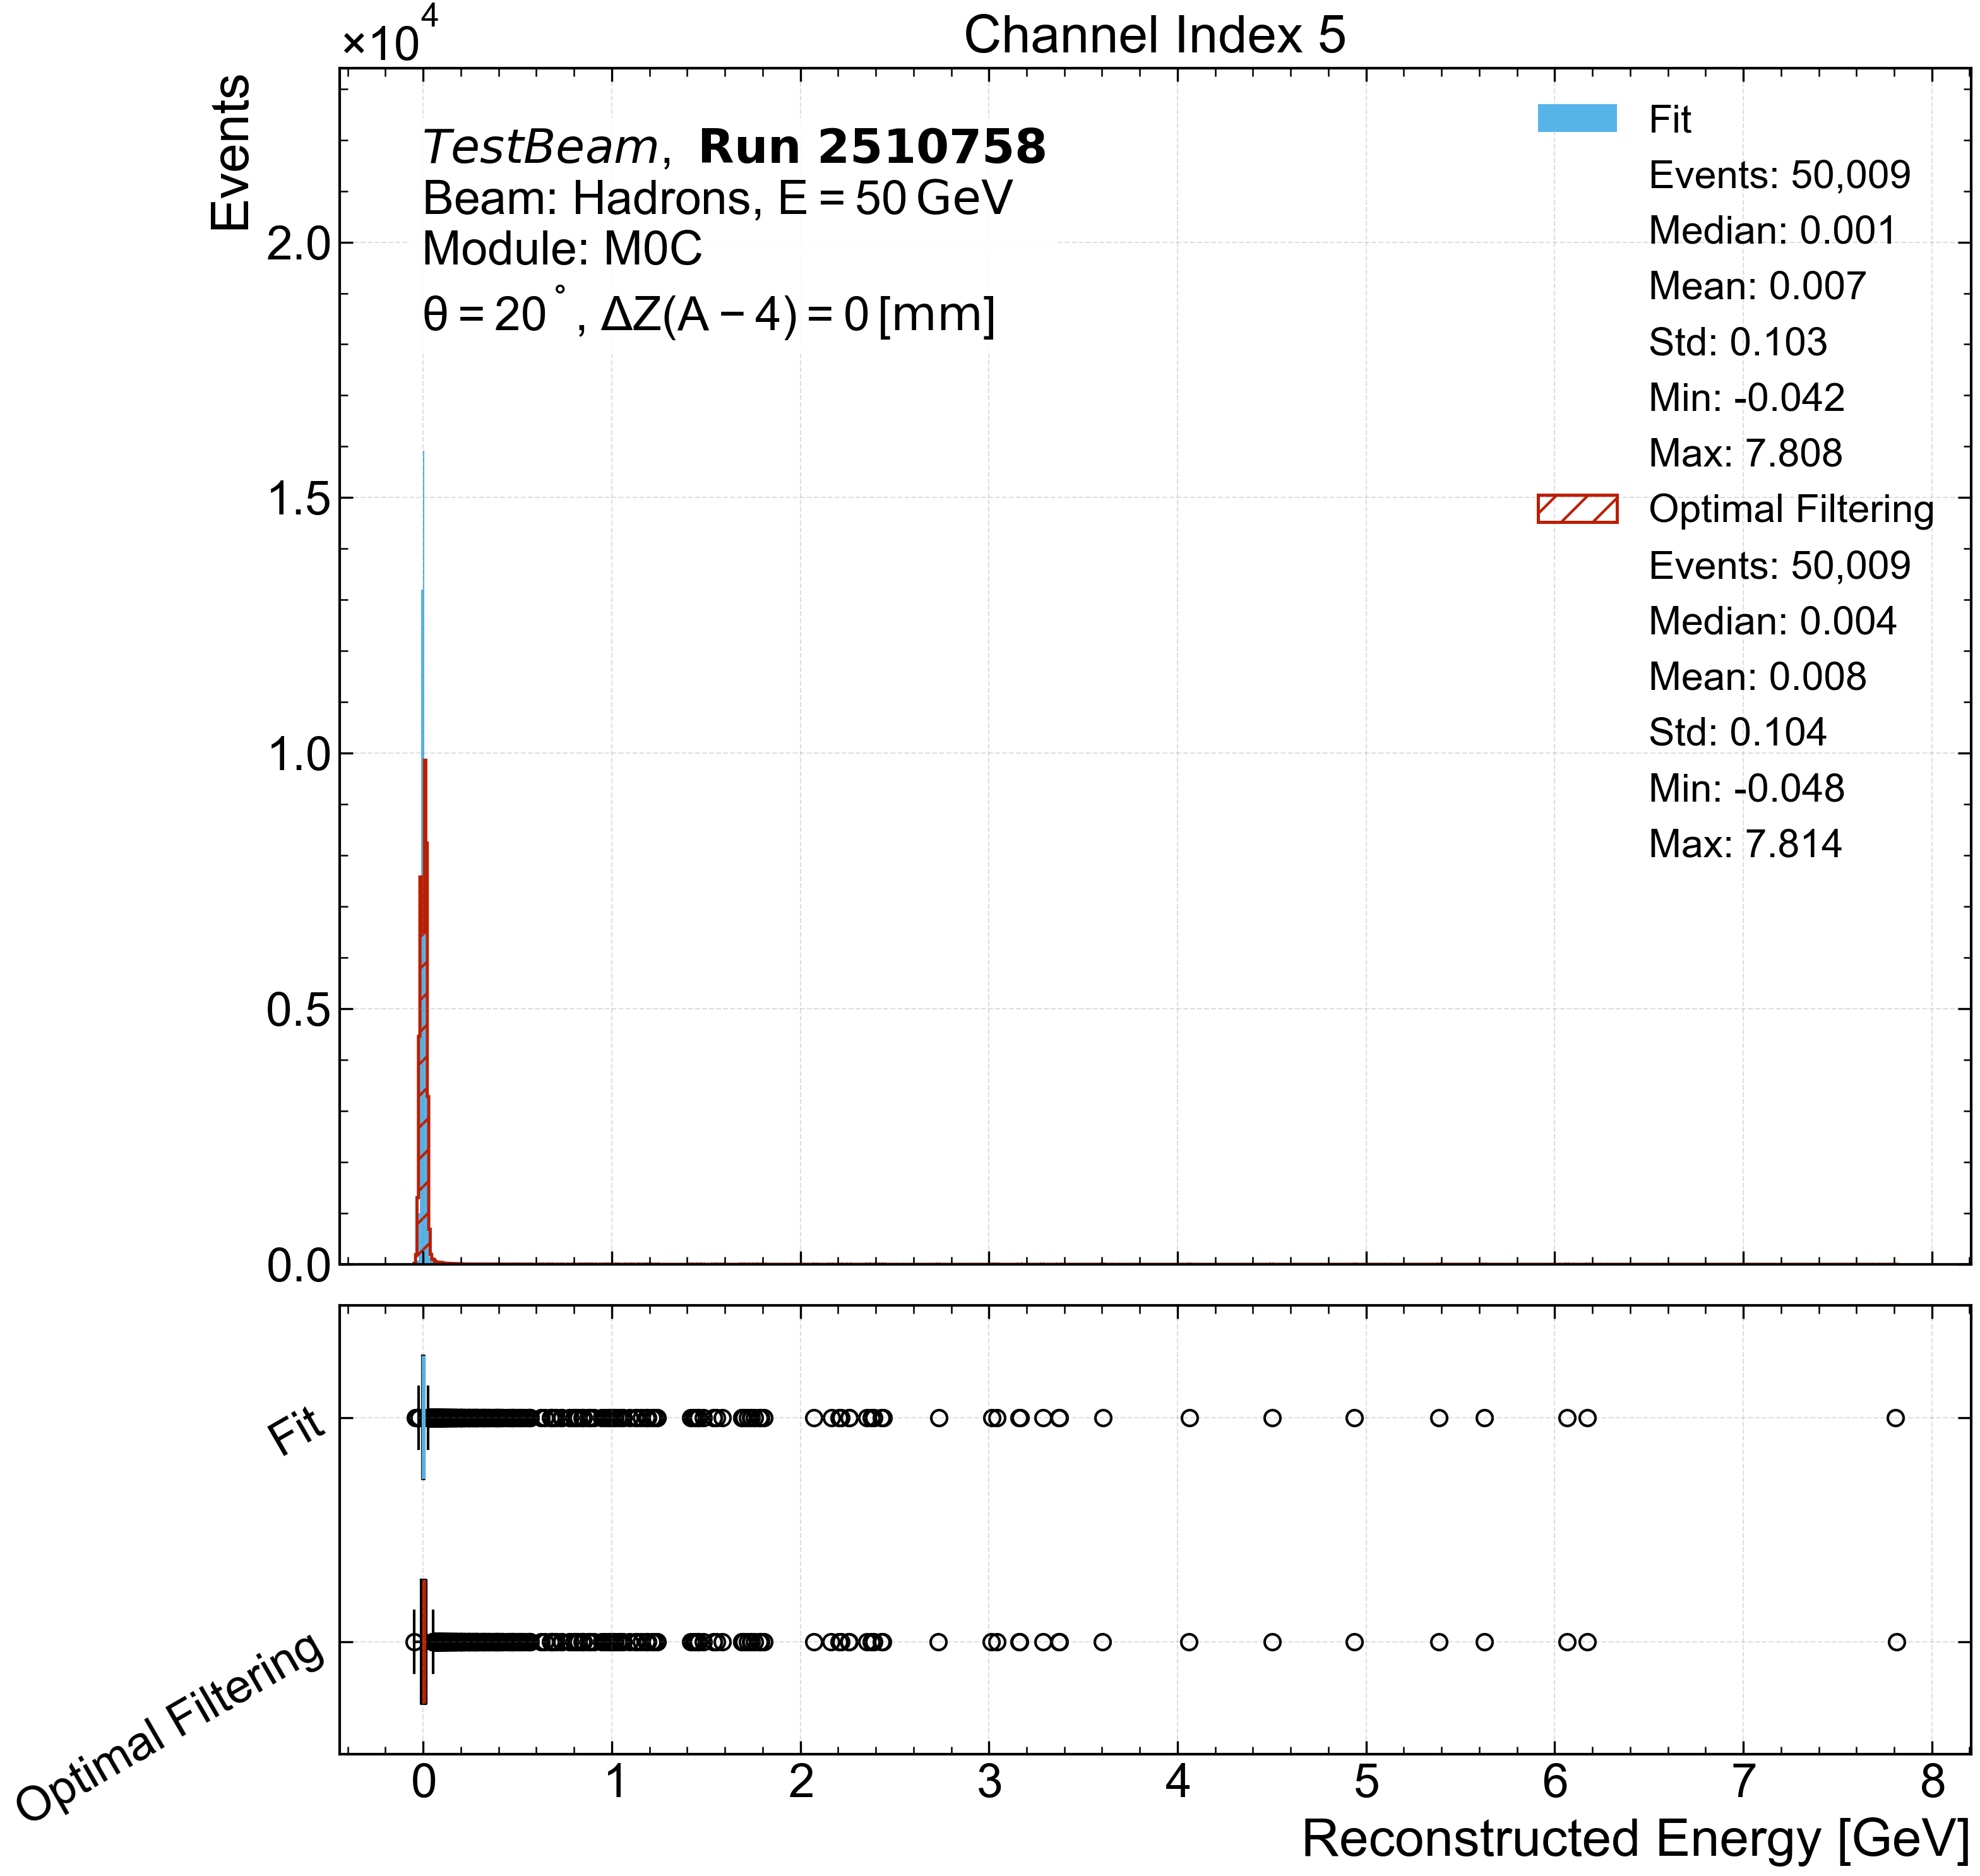 Channel Index 5
×10^4
Events
TestBeam, Run 2510758
Beam: Hadrons, E = 50 GeV
Module: M0C
θ = 20°, ΔZ(A − 4) = 0 [mm]
Fit
Events: 50,009
Median: 0.001
Mean: 0.007
Std: 0.103
Min: -0.042
Max: 7.808
Optimal Filtering
Events: 50,009
Median: 0.004
Mean: 0.008
Std: 0.104
Min: -0.048
Max: 7.814
2.0
1.5
1.0
0.5
0.0
Fit
Optimal Filtering
0 1 2 3 4 5 6 7 8
Reconstructed Energy [GeV]